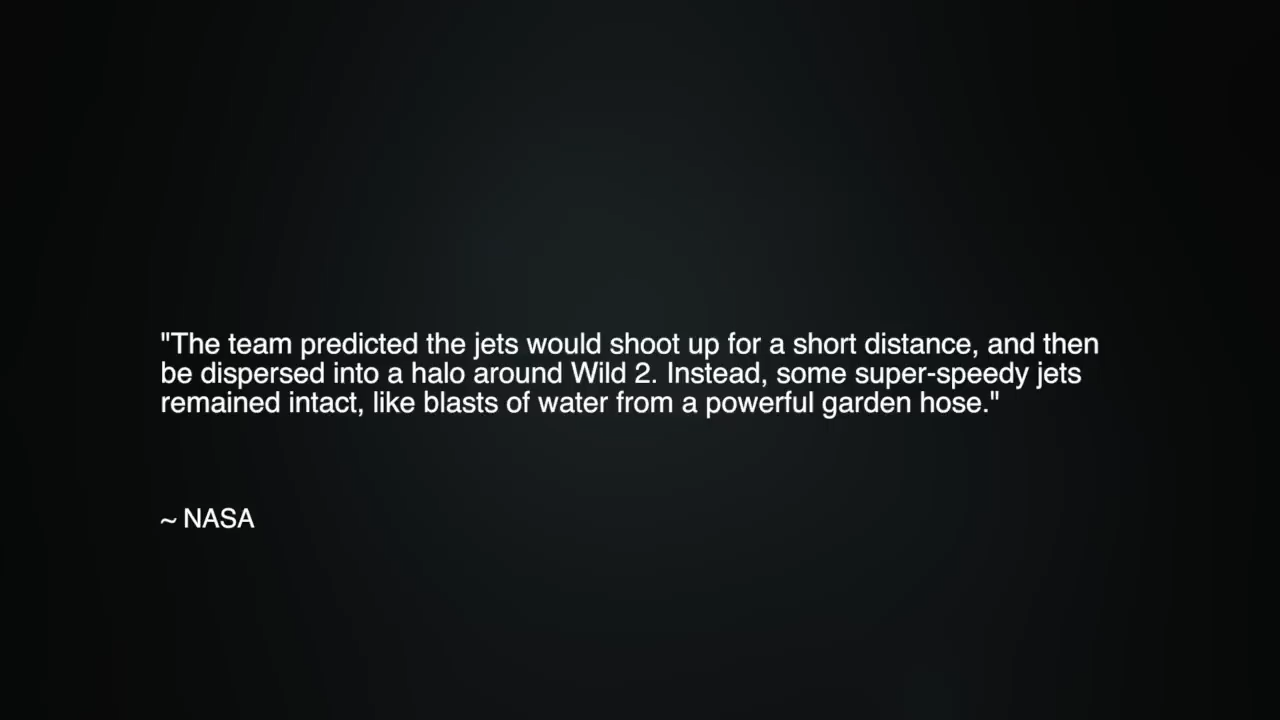 "The team predicted the jets would shoot up for a short distance, and then
be dispersed into a halo around Wild 2. Instead, some super-speedy jets
remained intact, like blasts of water from a powerful garden hose."
~ NASA